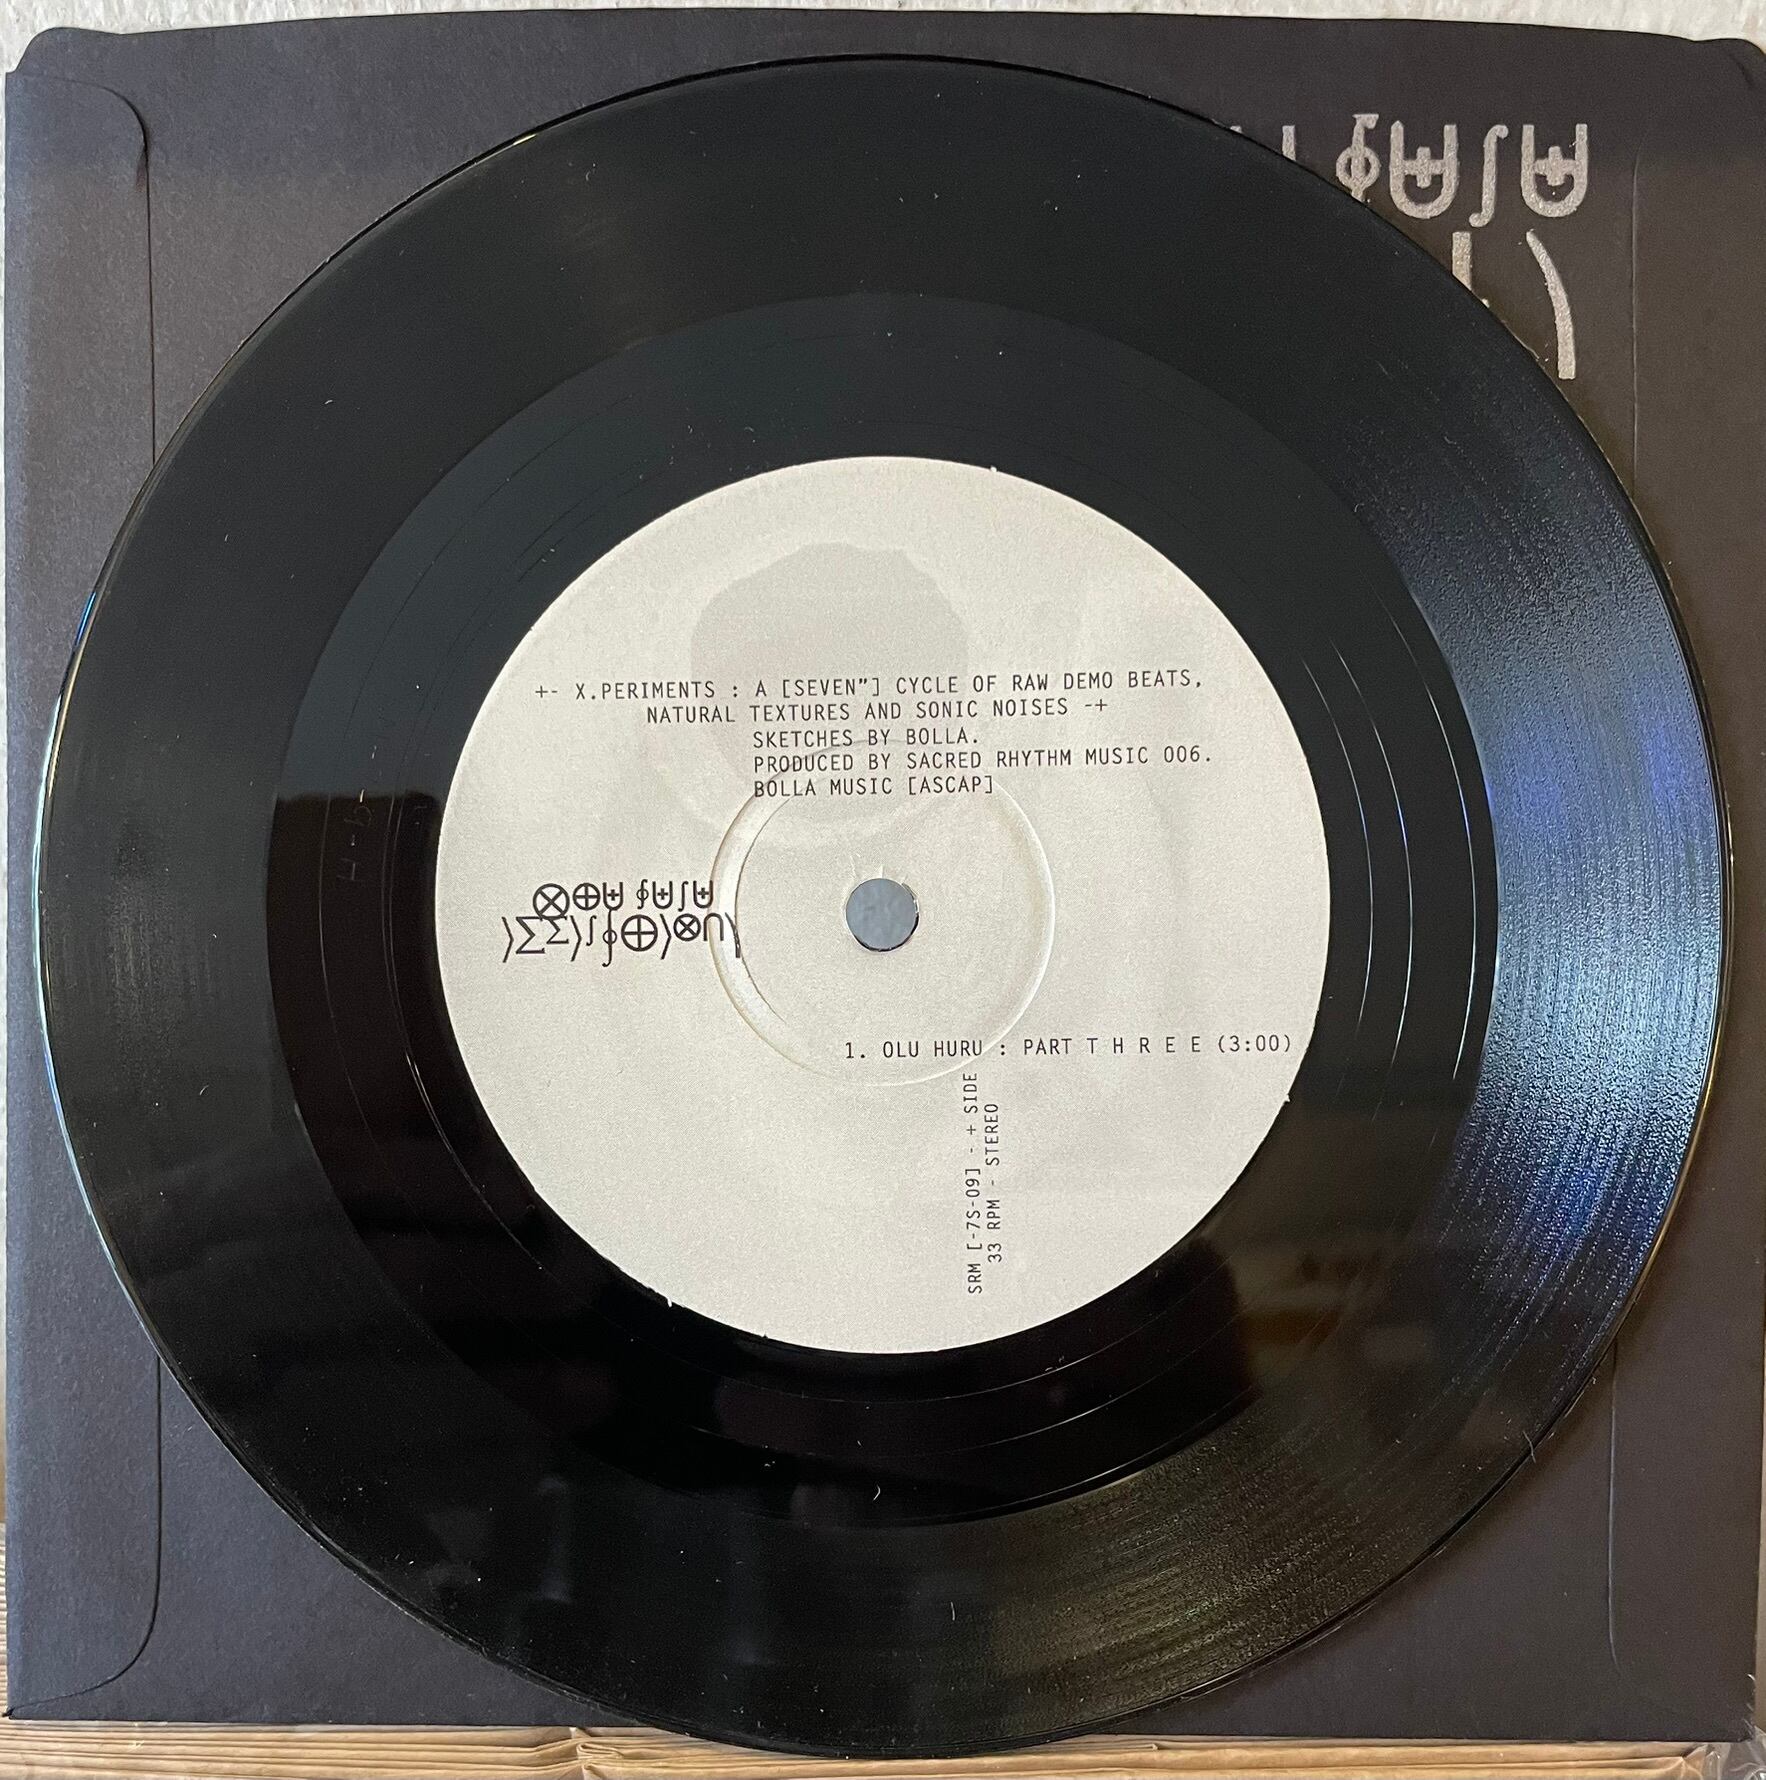 +- X.PERIMENTS : A [SEVEN”] CYCLE OF RAW DEMO BEATS,
NATURAL TEXTURES AND SONIC NOISES -+
SKETCHES BY BOLLA.
PRODUCED BY SACRED RHYTHM MUSIC 006.
BOLLA MUSIC [ASCAP]
1. OLU HURU : PART T H R E E (3:00)
SRM [-7S-09] - + SIDE
33 RPM - STEREO